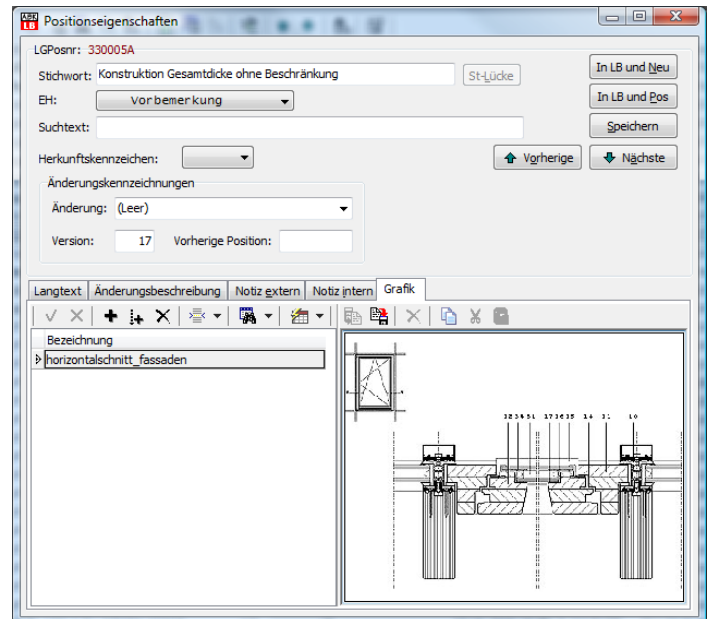 ABK
LB
Positionseigenschaften
LGPosnr: 330005A
Stichwort: Konstruktion Gesamtdicke ohne Beschränkung
St-Lücke
In LB und Neu
EH: Vorbemerkung
In LB und Pos
Suchtext:
Speichern
Herkunftskennzeichen:
Vorherige
Nächste
Änderungskennzeichnungen
Änderung: (Leer)
Version: 17 Vorherige Position:
Langtext Änderungsbeschreibung Notiz extern Notiz intern Grafik
Bezeichnung
horizontalschnitt_fassaden